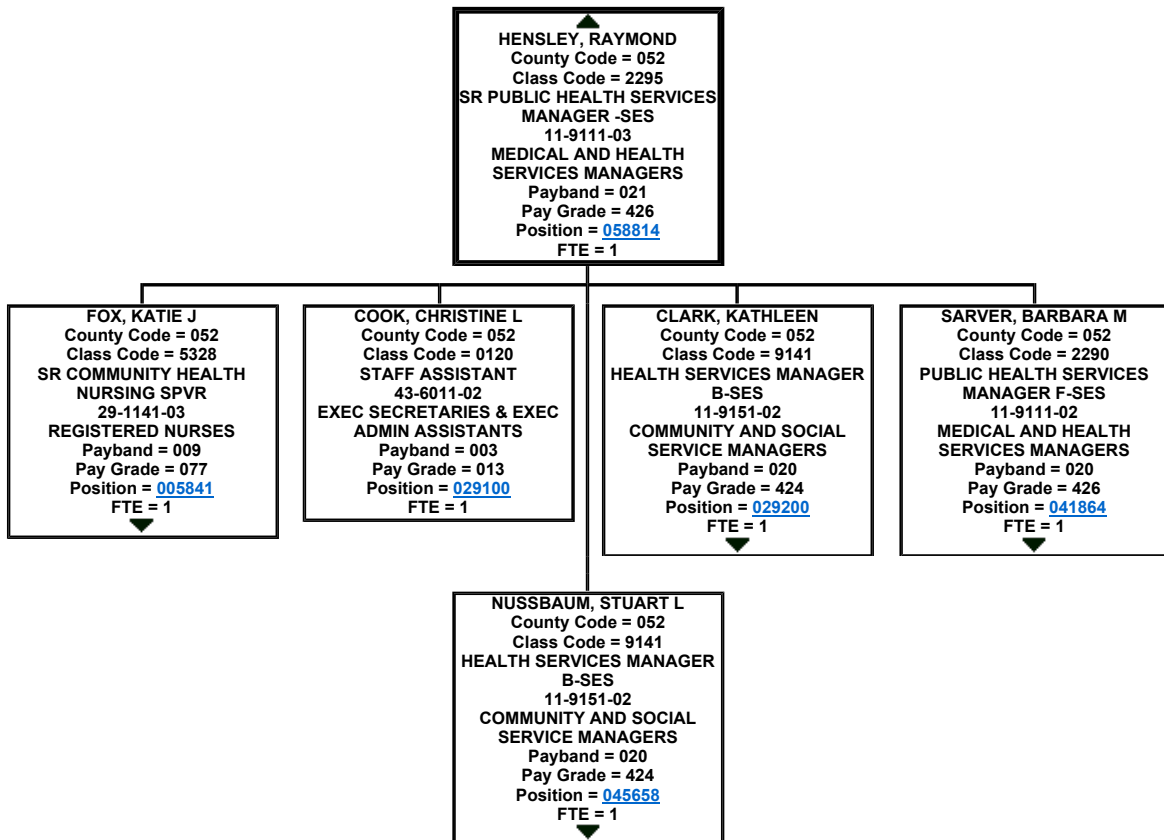 HENSLEY, RAYMOND
County Code = 052
Class Code = 2295
SR PUBLIC HEALTH SERVICES
MANAGER -SES
11-9111-03
MEDICAL AND HEALTH
SERVICES MANAGERS
Payband = 021
Pay Grade = 426
Position = 058814
FTE = 1
FOX, KATIE J
County Code = 052
Class Code = 5328
SR COMMUNITY HEALTH
NURSING SPVR
29-1141-03
REGISTERED NURSES
Payband = 009
Pay Grade = 077
Position = 005841
FTE = 1
COOK, CHRISTINE L
County Code = 052
Class Code = 0120
STAFF ASSISTANT
43-6011-02
EXEC SECRETARIES & EXEC
ADMIN ASSISTANTS
Payband = 003
Pay Grade = 013
Position = 029100
FTE = 1
CLARK, KATHLEEN
County Code = 052
Class Code = 9141
HEALTH SERVICES MANAGER
B-SES
11-9151-02
COMMUNITY AND SOCIAL
SERVICE MANAGERS
Payband = 020
Pay Grade = 424
Position = 029200
FTE = 1
SARVER, BARBARA M
County Code = 052
Class Code = 2290
PUBLIC HEALTH SERVICES
MANAGER F-SES
11-9111-02
MEDICAL AND HEALTH
SERVICES MANAGERS
Payband = 020
Pay Grade = 426
Position = 041864
FTE = 1
NUSSBAUM, STUART L
County Code = 052
Class Code = 9141
HEALTH SERVICES MANAGER
B-SES
11-9151-02
COMMUNITY AND SOCIAL
SERVICE MANAGERS
Payband = 020
Pay Grade = 424
Position = 045658
FTE = 1